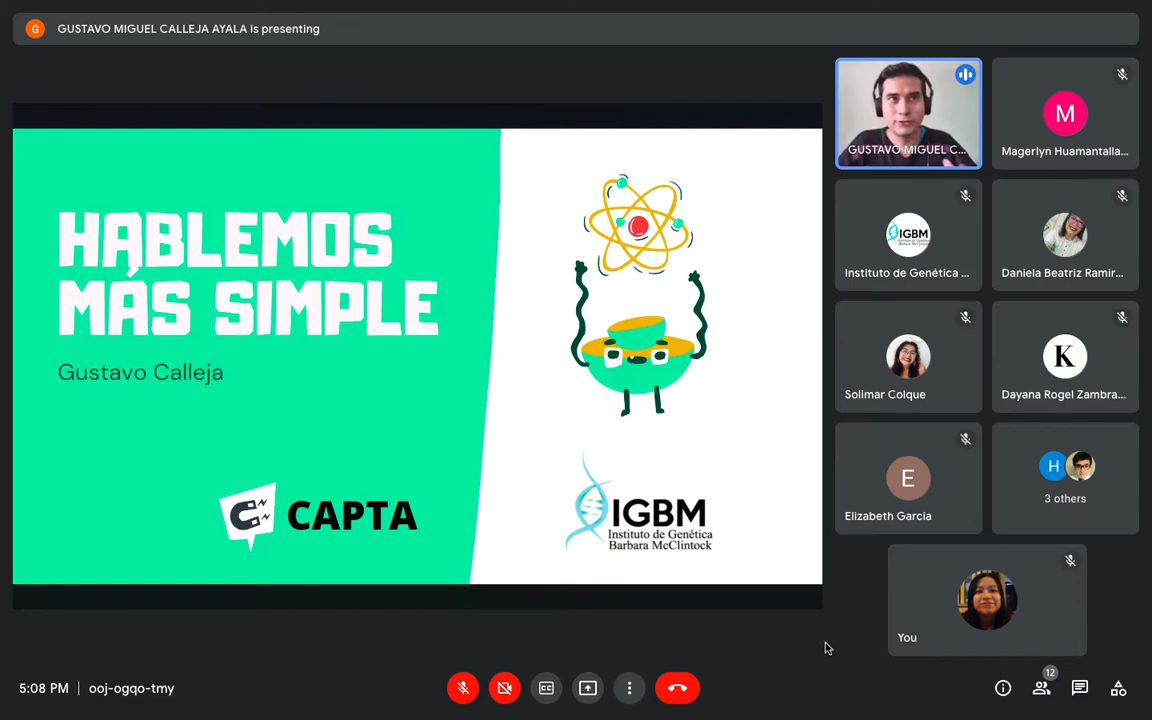 G
GUSTAVO MIGUEL CALLEJA AYALA is presenting
HABLEMOS
MÁS SIMPLE
Gustavo Calleja
CAPTA
IGBM
Instituto de Genética
Barbara McClintock
GUSTAVO MIGUEL C...
M
Magerlyn Huamantalla...
IGBM
Instituto de Genética ...
Daniela Beatriz Ramir...
Solimar Colque
K
Dayana Rogel Zambra...
E
Elizabeth Garcia
H
3 others
You
5:08 PM | ooj-ogqo-tmy
CC
12